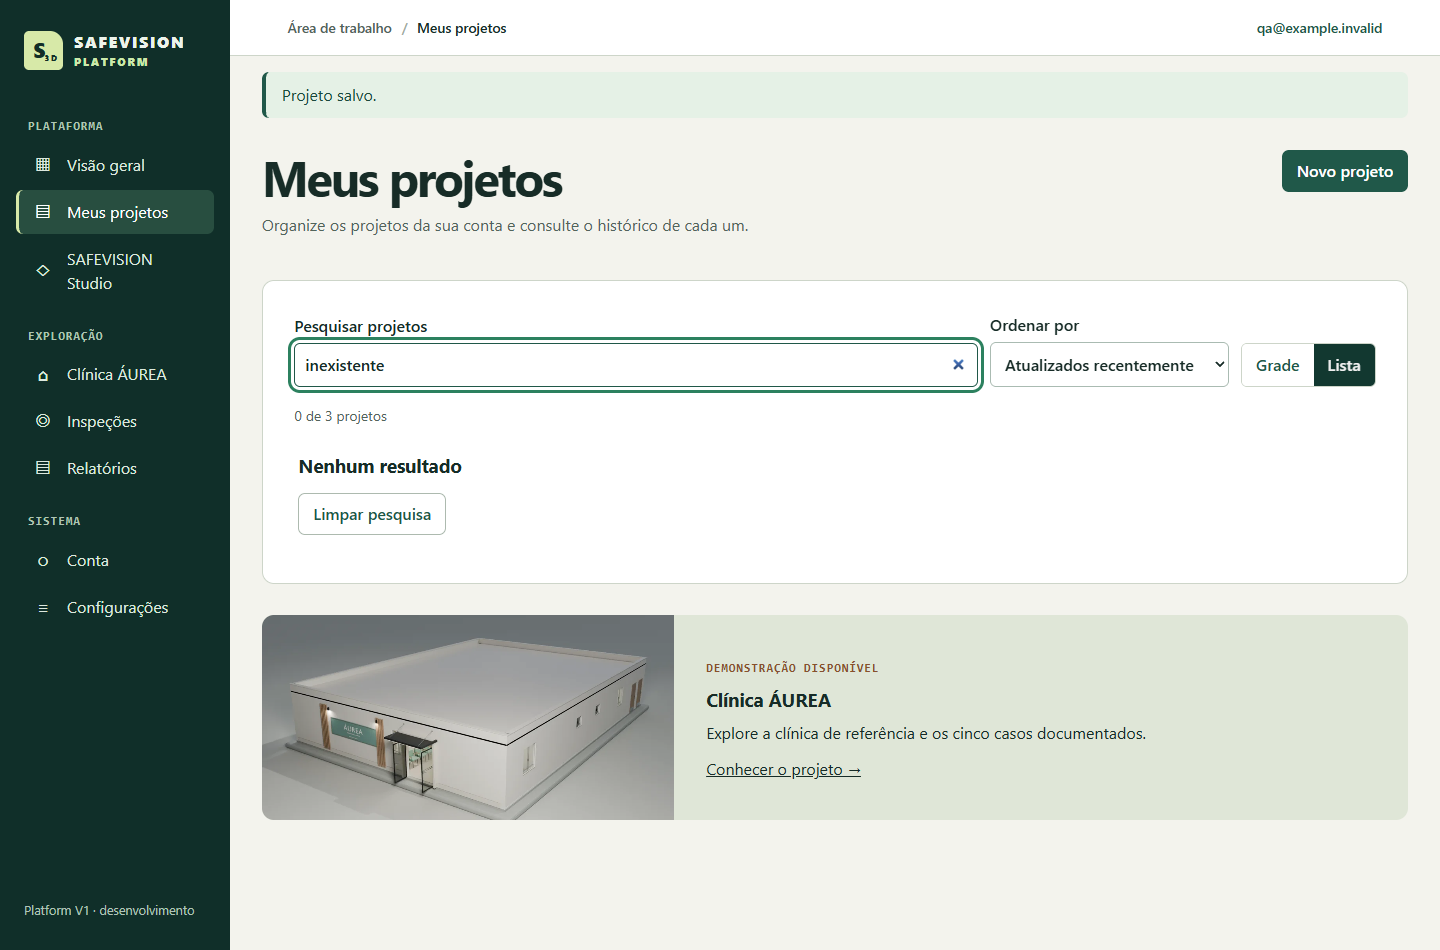 S3D
SAFEVISION
PLATFORM
PLATAFORMA
Visão geral
Meus projetos
SAFEVISION
Studio
EXPLORAÇÃO
Clínica ÁUREA
Inspeções
Relatórios
SISTEMA
Conta
Configurações
Platform V1 · desenvolvimento
Área de trabalho / Meus projetos
qa@example.invalid
Projeto salvo.
Meus projetos
Novo projeto
Organize os projetos da sua conta e consulte o histórico de cada um.
Pesquisar projetos
Ordenar por
inexistente
Atualizados recentemente
Grade
Lista
0 de 3 projetos
Nenhum resultado
Limpar pesquisa
ÁUREA
DEMONSTRAÇÃO DISPONÍVEL
Clínica ÁUREA
Explore a clínica de referência e os cinco casos documentados.
Conhecer o projeto →